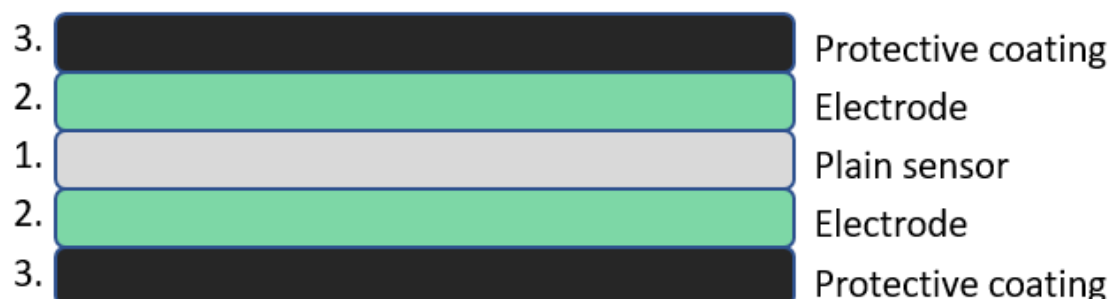 3. Protective coating
2. Electrode
1. Plain sensor
2. Electrode
3. Protective coating